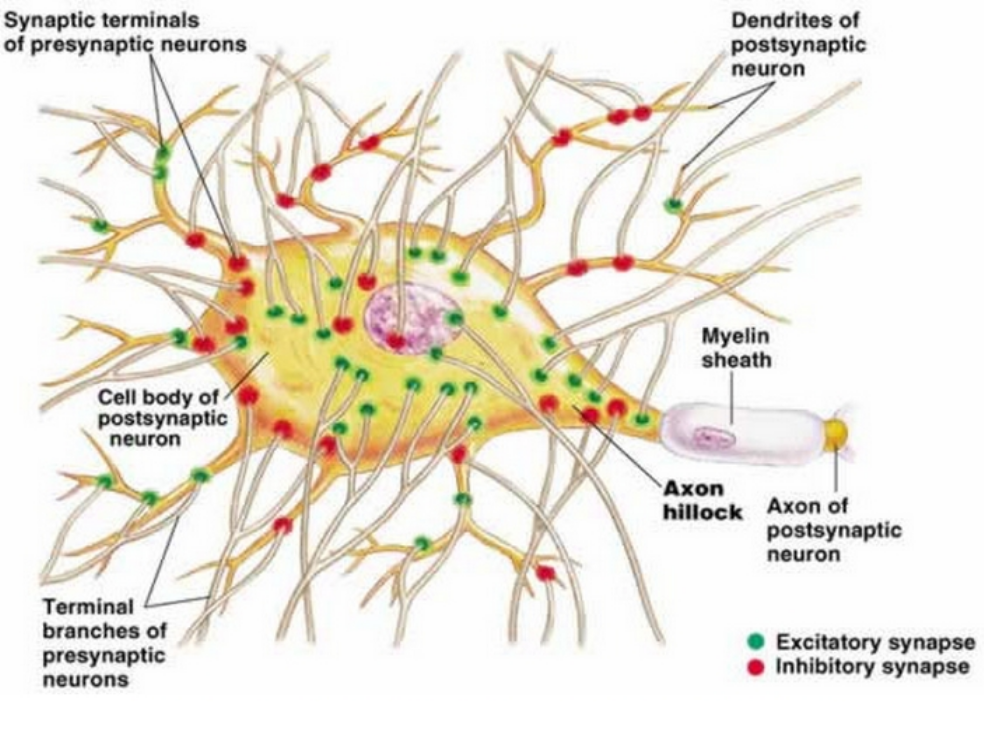 Synaptic terminals
of presynaptic neurons
Dendrites of
postsynaptic
neuron
Myelin
sheath
Cell body of
postsynaptic
neuron
Axon
hillock
Axon of
postsynaptic
neuron
Terminal
branches of
presynaptic
neurons
Excitatory synapse
Inhibitory synapse